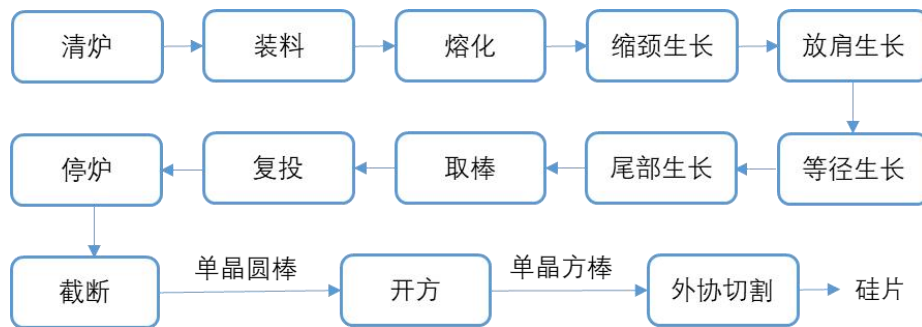 清炉
装料
熔化
缩颈生长
放肩生长
等径生长
尾部生长
取棒
复投
停炉
截断
单晶圆棒
开方
单晶方棒
外协切割
硅片